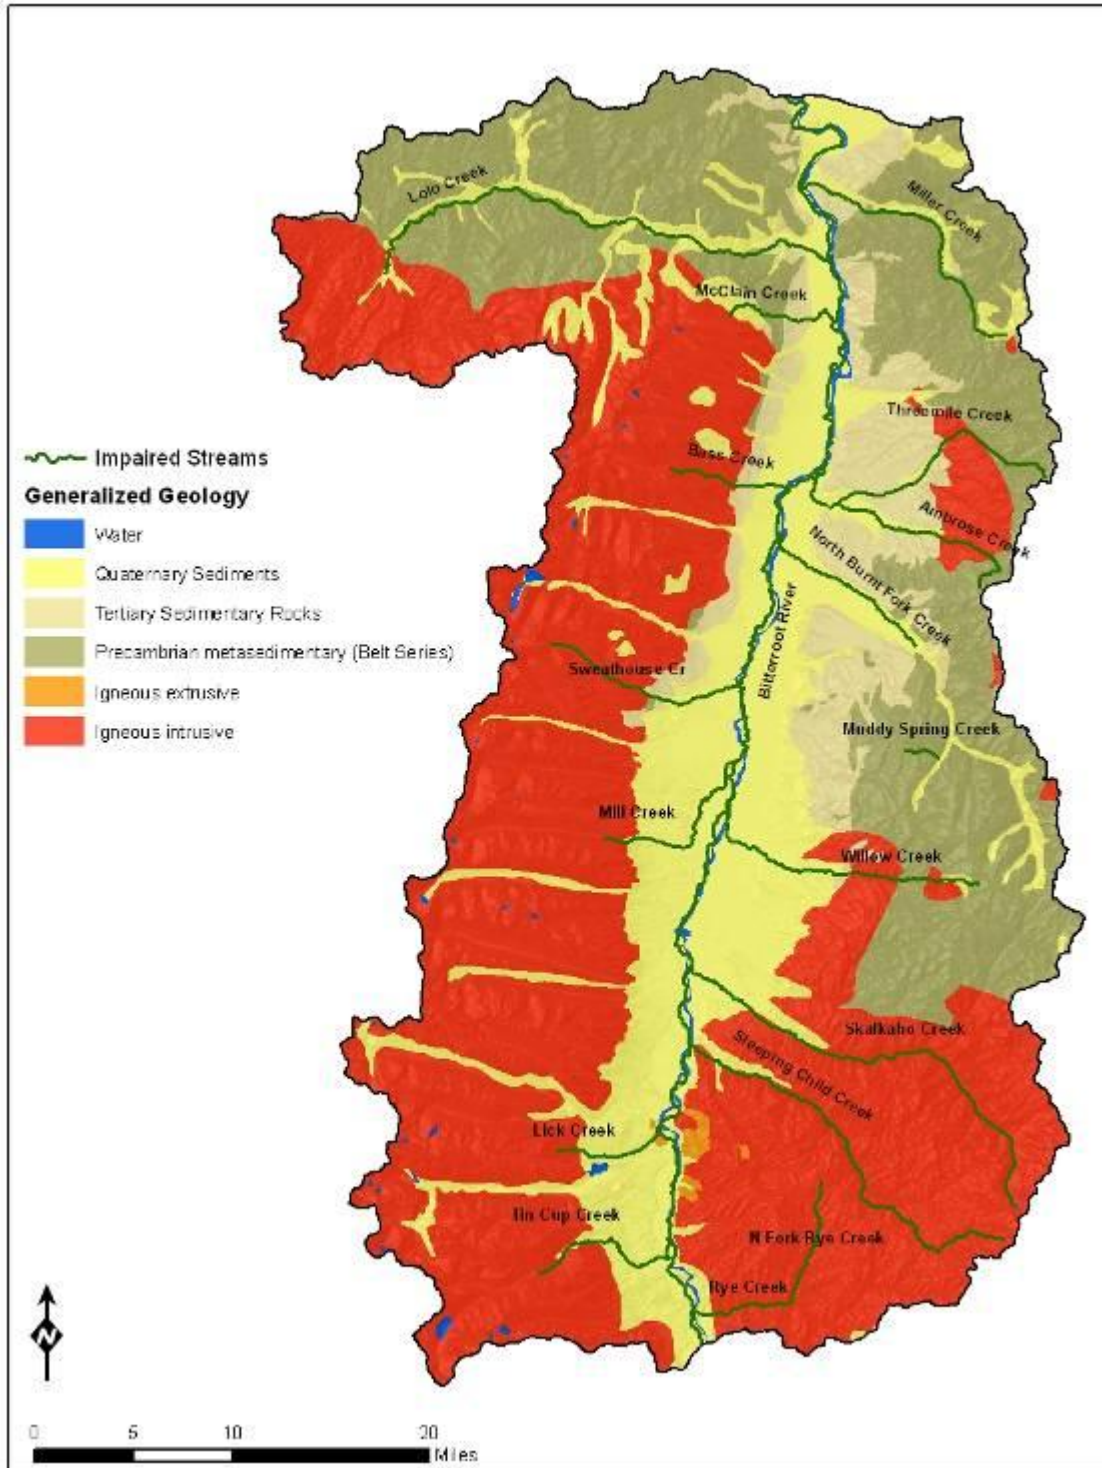 Lolo Creek
Miller Creek
McClain Creek
Threemile Creek
Bass Creek
Ambrose Creek
North Burnt Fork Creek
Bitterroot River
Sweathouse Cr
Muddy Spring Creek
Mill Creek
Willow Creek
Skalkaho Creek
Sleeping Child Creek
Lick Creek
Tin Cup Creek
N Fork Rye Creek
Rye Creek
Impaired Streams
Generalized Geology
Water
Quaternary Sediments
Tertiary Sedimentary Rocks
Precambrian metasedimentary (Belt Series)
Igneous extrusive
Igneous intrusive
N
0 5 10 20
Miles